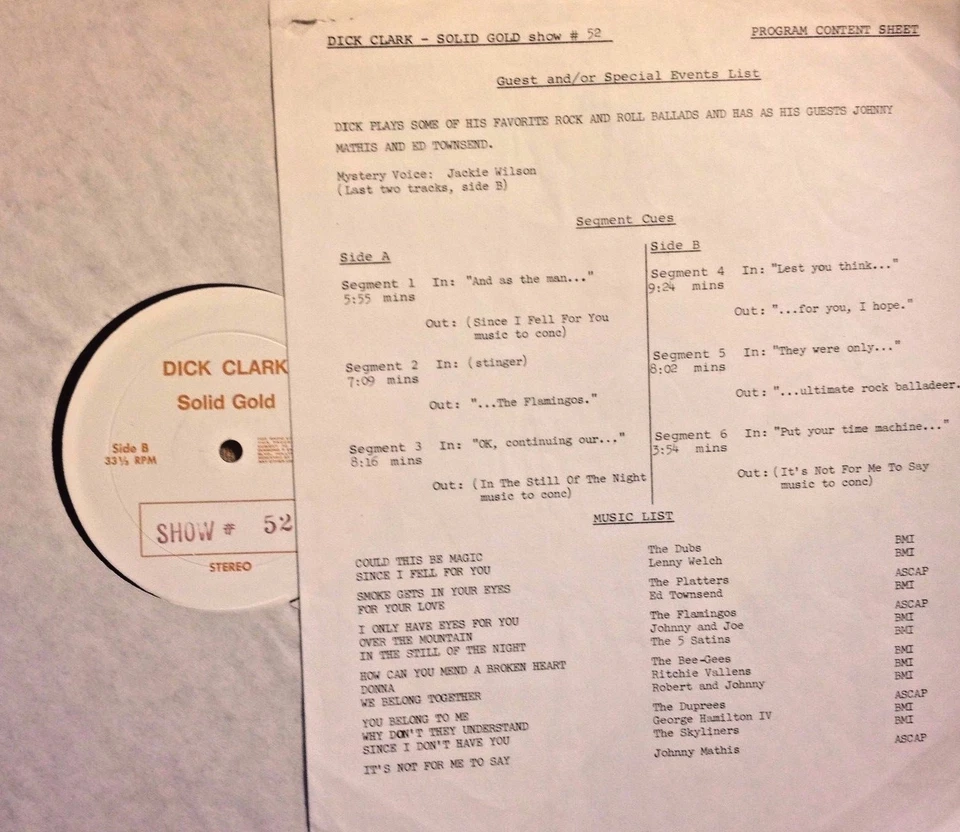 DICK CLARK - SOLID GOLD show # 52
PROGRAM CONTENT SHEET
Guest and/or Special Events List
DICK PLAYS SOME OF HIS FAVORITE ROCK AND ROLL BALLADS AND HAS AS HIS GUESTS JOHNNY
MATHIS AND ED TOWNSEND.
Mystery Voice: Jackie Wilson
(Last two tracks, side B)
Segment Cues
Side A
Segment 1 In: "And as the man..."
5:55 mins
Out: (Since I Fell For You
music to conc)
Segment 2 In: (stinger)
7:09 mins
Out: "...The Flamingos."
Segment 3 In: "OK, continuing our..."
8:16 mins
Out: (In The Still Of The Night
music to conc)
Side B
Segment 4 In: "Lest you think..."
9:24 mins
Out: "...for you, I hope."
Segment 5 In: "They were only..."
8:02 mins
Out: "...ultimate rock balladeer.
Segment 6 In: "Put your time machine..."
3:54 mins
Out: (It's Not For Me To Say
music to conc)
MUSIC LIST
COULD THIS BE MAGIC The Dubs BMI
SINCE I FELL FOR YOU Lenny Welch BMI
SMOKE GETS IN YOUR EYES The Platters ASCAP
FOR YOUR LOVE Ed Townsend BMI
I ONLY HAVE EYES FOR YOU The Flamingos ASCAP
OVER THE MOUNTAIN Johnny and Joe BMI
IN THE STILL OF THE NIGHT The 5 Satins BMI
HOW CAN YOU MEND A BROKEN HEART The Bee-Gees BMI
DONNA Ritchie Vallens BMI
WE BELONG TOGETHER Robert and Johnny BMI
YOU BELONG TO ME The Duprees ASCAP
WHY DON'T THEY UNDERSTAND George Hamilton IV BMI
SINCE I DON'T HAVE YOU The Skyliners BMI
IT'S NOT FOR ME TO SAY Johnny Mathis ASCAP
DICK CLARK
Solid Gold
Side B
33⅓ RPM
SHOW # 52
STEREO